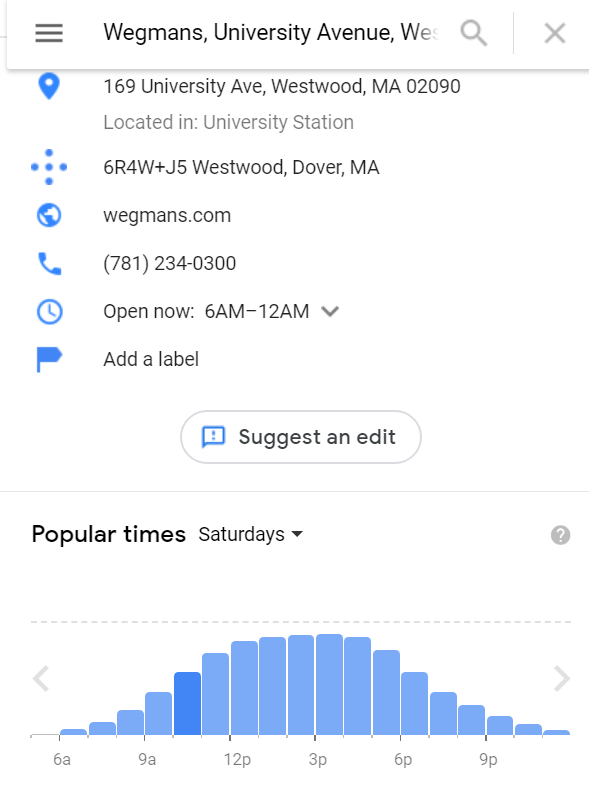 Wegmans, University Avenue, Wes
169 University Ave, Westwood, MA 02090
Located in: University Station
6R4W+J5 Westwood, Dover, MA
wegmans.com
(781) 234-0300
Open now: 6AM–12AM
Add a label
Suggest an edit
Popular times Saturdays
6a 9a 12p 3p 6p 9p